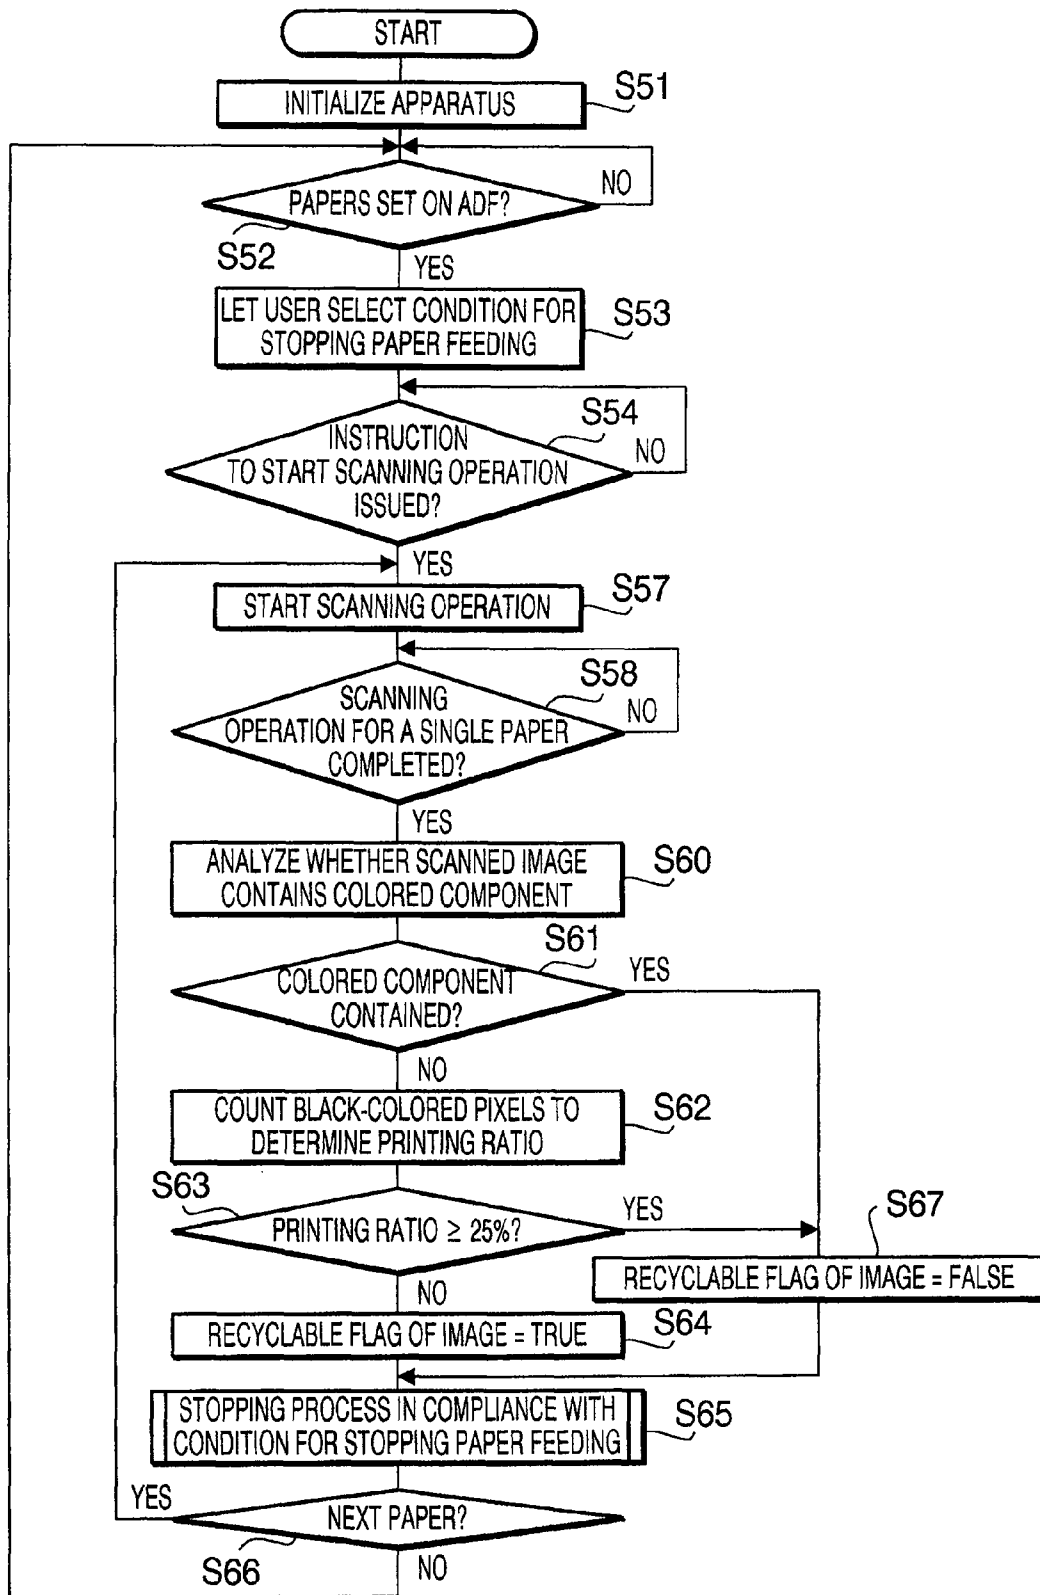 START
INITIALIZE APPARATUS
S51
PAPERS SET ON ADF?
NO
S52
YES
LET USER SELECT CONDITION FOR
STOPPING PAPER FEEDING
S53
S54
INSTRUCTION
TO START SCANNING OPERATION
ISSUED?
NO
YES
START SCANNING OPERATION
S57
S58
SCANNING
OPERATION FOR A SINGLE PAPER
COMPLETED?
NO
YES
ANALYZE WHETHER SCANNED IMAGE
CONTAINS COLORED COMPONENT
S60
S61
COLORED COMPONENT
CONTAINED?
YES
NO
COUNT BLACK-COLORED PIXELS TO
DETERMINE PRINTING RATIO
S62
S63
PRINTING RATIO ≥ 25%?
YES
S67
RECYCLABLE FLAG OF IMAGE = FALSE
NO
RECYCLABLE FLAG OF IMAGE = TRUE
S64
STOPPING PROCESS IN COMPLIANCE WITH
CONDITION FOR STOPPING PAPER FEEDING
S65
YES
NEXT PAPER?
S66
NO